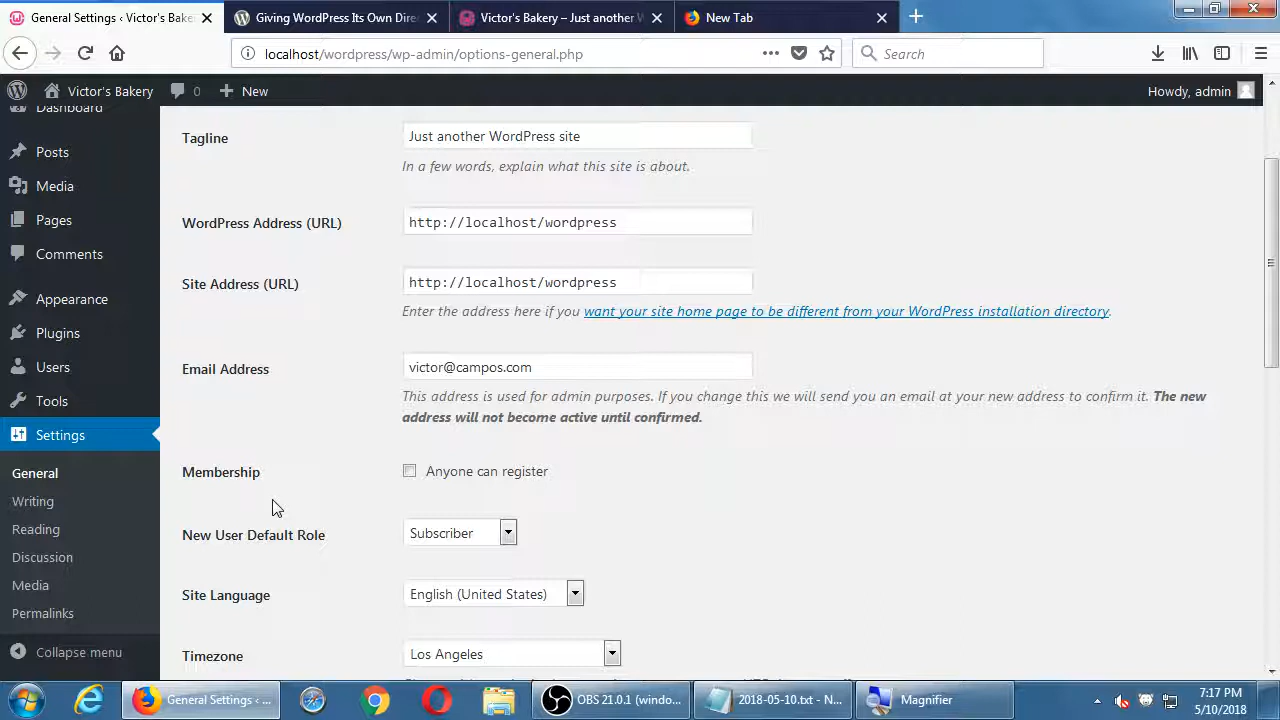 General Settings ‹ Victor's Bake
Giving WordPress Its Own Dire
Victor's Bakery – Just another W
New Tab
localhost/wordpress/wp-admin/options-general.php
Search
Victor's Bakery
0
New
Howdy, admin
Dashboard
Posts
Media
Pages
Comments
Appearance
Plugins
Users
Tools
Settings
General
Writing
Reading
Discussion
Media
Permalinks
Collapse menu
Tagline
Just another WordPress site
In a few words, explain what this site is about.
WordPress Address (URL)
http://localhost/wordpress
Site Address (URL)
http://localhost/wordpress
Enter the address here if you want your site home page to be different from your WordPress installation directory.
Email Address
victor@campos.com
This address is used for admin purposes. If you change this we will send you an email at your new address to confirm it. The new
address will not become active until confirmed.
Membership
Anyone can register
New User Default Role
Subscriber
Site Language
English (United States)
Timezone
Los Angeles
General Settings ‹ ...
OBS 21.0.1 (windo...
2018-05-10.txt - N...
Magnifier
7:17 PM
5/10/2018